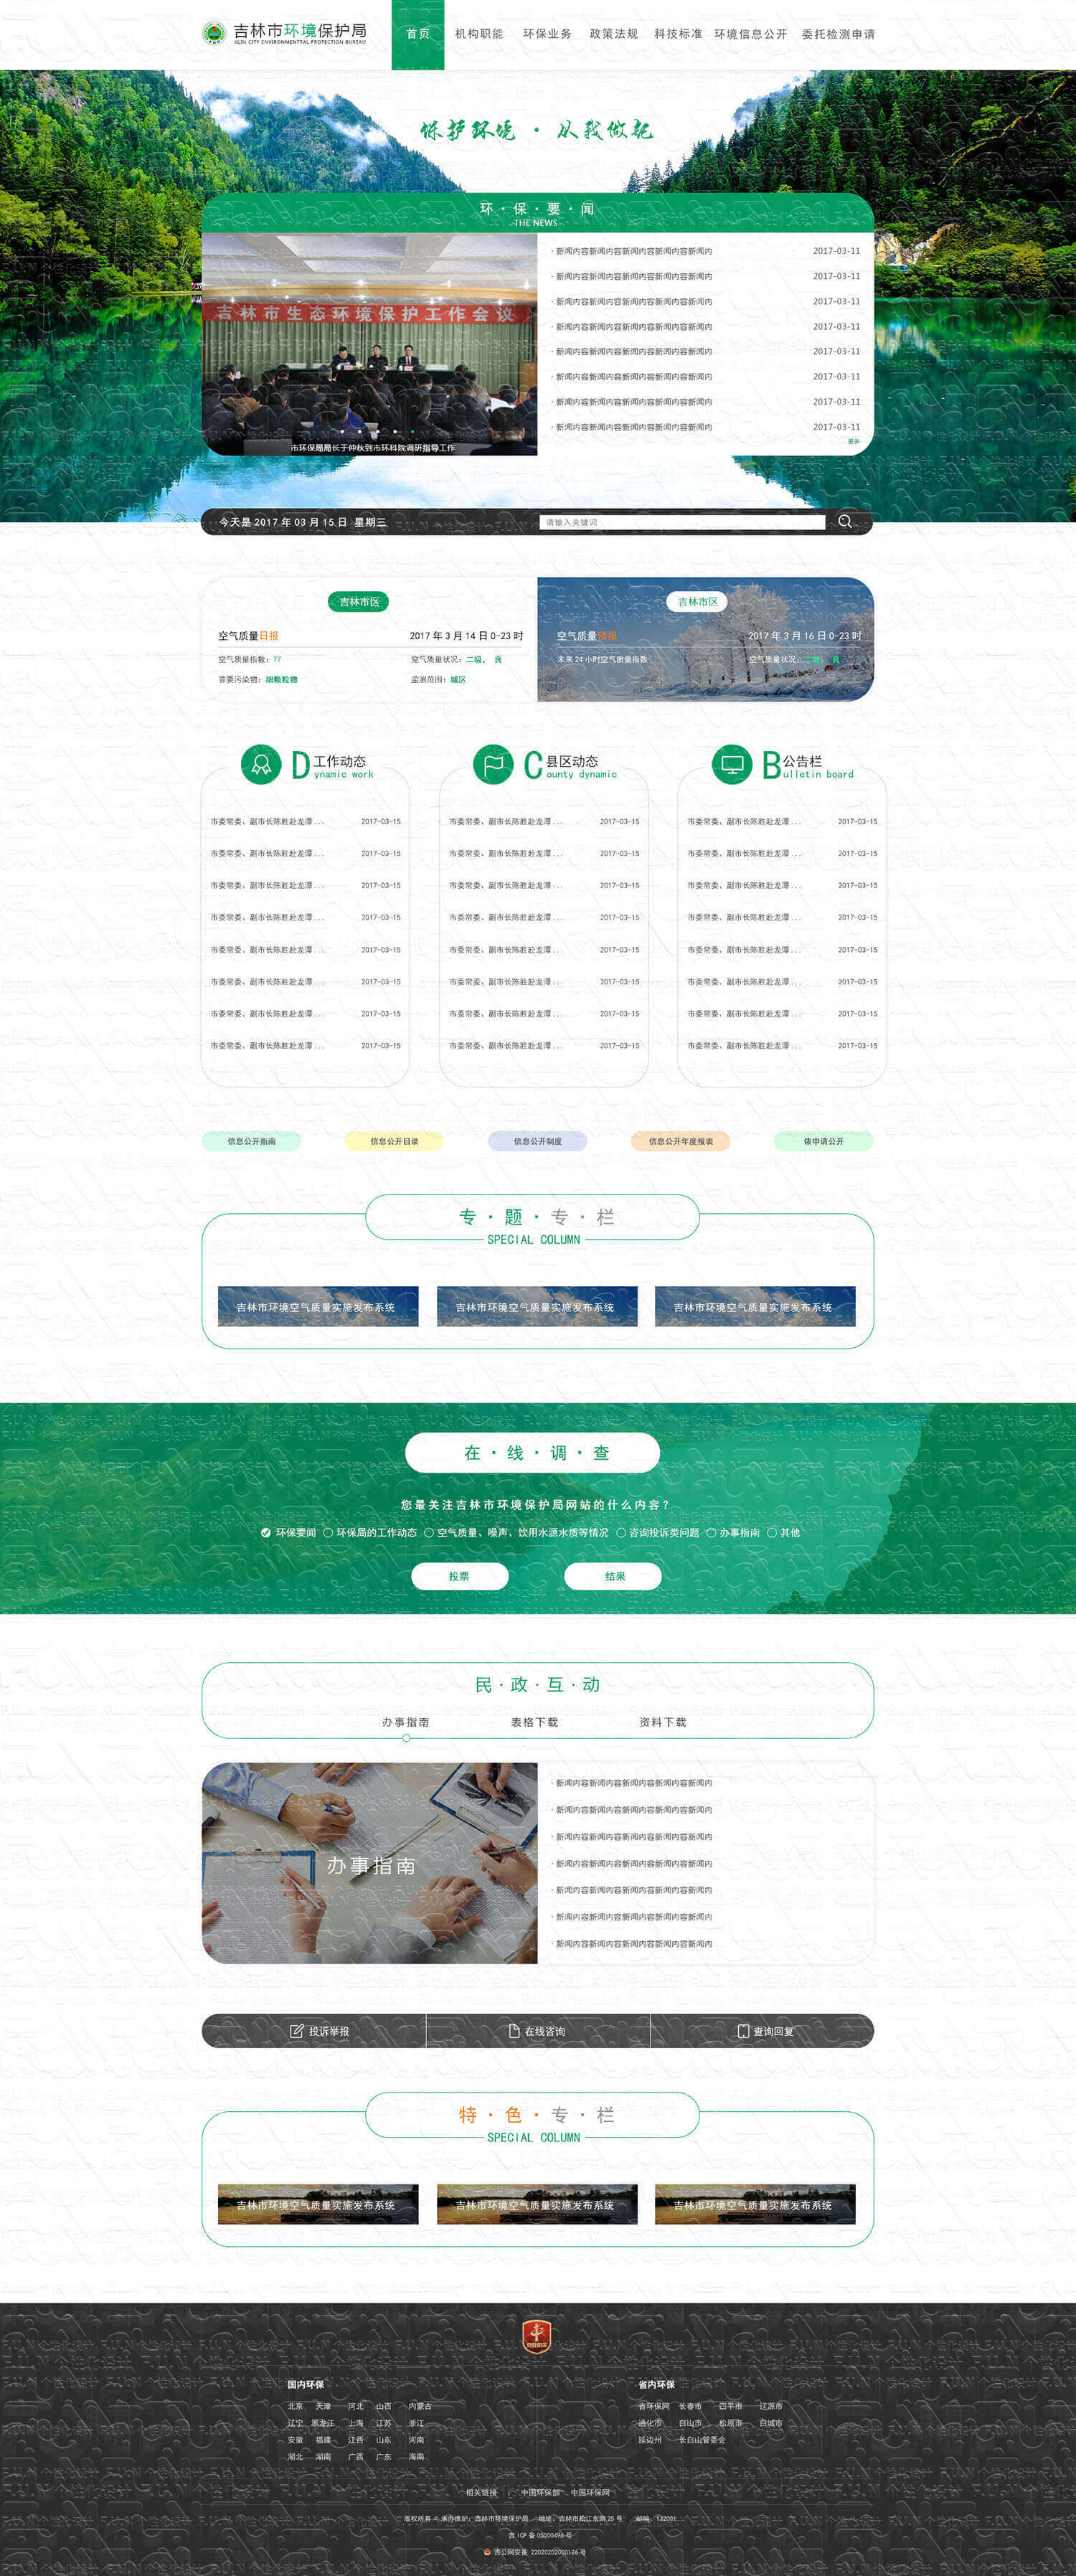 吉林市环境保护局
JILIN CITY ENVIRONMENTTAL PROTECTION BUREAU
首页 机构职能 环保业务 政策法规 科技标准 环境信息公开 委托检测申请
保护环境 · 从我做起
环·保·要·闻
THE NEWS
吉林市生态环境保护工作会议
市环保局局长于仲秋到市环科院调研指导工作
·新闻内容新闻内容新闻内容新闻内容新闻内 2017-03-11
·新闻内容新闻内容新闻内容新闻内容新闻内 2017-03-11
·新闻内容新闻内容新闻内容新闻内容新闻内 2017-03-11
·新闻内容新闻内容新闻内容新闻内容新闻内 2017-03-11
·新闻内容新闻内容新闻内容新闻内容新闻内 2017-03-11
·新闻内容新闻内容新闻内容新闻内容新闻内 2017-03-11
·新闻内容新闻内容新闻内容新闻内容新闻内 2017-03-11
·新闻内容新闻内容新闻内容新闻内容新闻内 2017-03-11
更多
今天是 2017 年 03 月 15 日 星期三
请输入关键词
吉林市区
空气质量日报 2017 年 3 月 14 日 0-23 时
空气质量指数：77 空气质量状况：二级， 良
首要污染物：细颗粒物 监测范围：城区
吉林市区
空气质量预报 2017 年 3 月 16 日 0-23 时
未来 24 小时空气质量指数 空气质量状况：二级， 良
D工作动态
ynamic work
市委常委、副市长陈胜赴龙潭... 2017-03-15
市委常委、副市长陈胜赴龙潭... 2017-03-15
市委常委、副市长陈胜赴龙潭... 2017-03-15
市委常委、副市长陈胜赴龙潭... 2017-03-15
市委常委、副市长陈胜赴龙潭... 2017-03-15
市委常委、副市长陈胜赴龙潭... 2017-03-15
市委常委、副市长陈胜赴龙潭... 2017-03-15
市委常委、副市长陈胜赴龙潭... 2017-03-15
C县区动态
ounty dynamic
市委常委、副市长陈胜赴龙潭... 2017-03-15
市委常委、副市长陈胜赴龙潭... 2017-03-15
市委常委、副市长陈胜赴龙潭... 2017-03-15
市委常委、副市长陈胜赴龙潭... 2017-03-15
市委常委、副市长陈胜赴龙潭... 2017-03-15
市委常委、副市长陈胜赴龙潭... 2017-03-15
市委常委、副市长陈胜赴龙潭... 2017-03-15
市委常委、副市长陈胜赴龙潭... 2017-03-15
B公告栏
ulletin board
市委常委、副市长陈胜赴龙潭... 2017-03-15
市委常委、副市长陈胜赴龙潭... 2017-03-15
市委常委、副市长陈胜赴龙潭... 2017-03-15
市委常委、副市长陈胜赴龙潭... 2017-03-15
市委常委、副市长陈胜赴龙潭... 2017-03-15
市委常委、副市长陈胜赴龙潭... 2017-03-15
市委常委、副市长陈胜赴龙潭... 2017-03-15
市委常委、副市长陈胜赴龙潭... 2017-03-15
信息公开指南 信息公开目录 信息公开制度 信息公开年度报表 依申请公开
专·题·专·栏
SPECIAL COLUMN
吉林市环境空气质量实施发布系统 吉林市环境空气质量实施发布系统 吉林市环境空气质量实施发布系统
在·线·调·查
您最关注吉林市环境保护局网站的什么内容？
环保要闻 环保局的工作动态 空气质量、噪声、饮用水源水质等情况 咨询投诉类问题 办事指南 其他
投票 结果
民·政·互·动
办事指南 表格下载 资料下载
办事指南
·新闻内容新闻内容新闻内容新闻内容新闻内
·新闻内容新闻内容新闻内容新闻内容新闻内
·新闻内容新闻内容新闻内容新闻内容新闻内
·新闻内容新闻内容新闻内容新闻内容新闻内
·新闻内容新闻内容新闻内容新闻内容新闻内
·新闻内容新闻内容新闻内容新闻内容新闻内
·新闻内容新闻内容新闻内容新闻内容新闻内
投诉举报 在线咨询 查询回复
特·色·专·栏
SPECIAL COLUMN
吉林市环境空气质量实施发布系统 吉林市环境空气质量实施发布系统 吉林市环境空气质量实施发布系统
国内环保
北京 天津 河北 山西 内蒙古
辽宁 黑龙江 上海 江苏 浙江
安徽 福建 江西 山东 河南
湖北 湖南 广西 广东 海南
省内环保
省环保网 长春市 四平市 辽源市
通化市 白山市 松原市 白城市
延边州 长白山管委会
相关链接 ： 中国环保部 中国环保网
版权所有 © 承办维护：吉林市环境保护局 地址：吉林市松江东路 25 号 邮编：132001
吉 ICP 备 05000496 号
吉公网安备 22020202000126 号